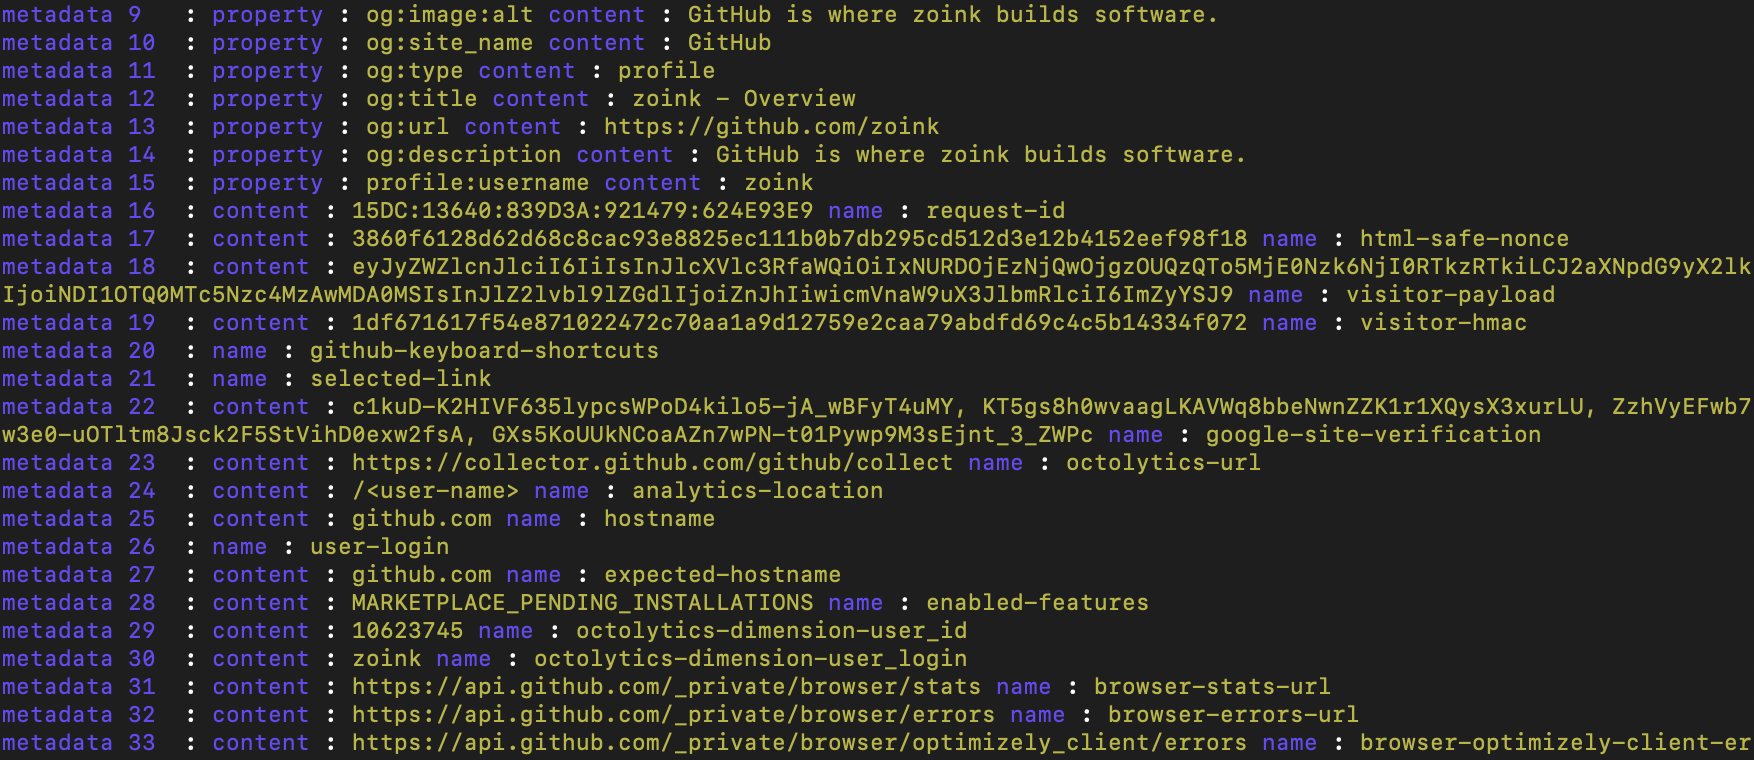 metadata 9 : property : og:image:alt content : GitHub is where zoink builds software.
metadata 10 : property : og:site_name content : GitHub
metadata 11 : property : og:type content : profile
metadata 12 : property : og:title content : zoink - Overview
metadata 13 : property : og:url content : https://github.com/zoink
metadata 14 : property : og:description content : GitHub is where zoink builds software.
metadata 15 : property : profile:username content : zoink
metadata 16 : content : 15DC:13640:839D3A:921479:624E93E9 name : request-id
metadata 17 : content : 3860f6128d62d68c8cac93e8825ec111b0b7db295cd512d3e12b4152eef98f18 name : html-safe-nonce
metadata 18 : content : eyJyZWZlcnJlciI6IiIsInJlcXVlc3RfaWQiOiIxNURDOjEzNjQwOjgzOUQzQTo5MjE0Nzk6NjI0RTkzRTkiLCJ2aXNpdG9yX2lk
IjoiNDI1OTQ0MTc5Nzc4MzAwMDA0MSIsInJlZ2lvbl9lZGdlIjoiZnJhIiwicmVnaW9uX3JlbmRlciI6ImZyYSJ9 name : visitor-payload
metadata 19 : content : 1df671617f54e871022472c70aa1a9d12759e2caa79abdfd69c4c5b14334f072 name : visitor-hmac
metadata 20 : name : github-keyboard-shortcuts
metadata 21 : name : selected-link
metadata 22 : content : c1kuD-K2HIVF635lypcsWPoD4kilo5-jA_wBFyT4uMY, KT5gs8h0wvaagLKAVWq8bbeNwnZZK1r1XQysX3xurLU, ZzhVyEFwb7
w3e0-uOTltm8Jsck2F5StVihD0exw2fsA, GXs5KoUUkNCoaAZn7wPN-t01Pywp9M3sEjnt_3_ZWPc name : google-site-verification
metadata 23 : content : https://collector.github.com/github/collect name : octolytics-url
metadata 24 : content : /<user-name> name : analytics-location
metadata 25 : content : github.com name : hostname
metadata 26 : name : user-login
metadata 27 : content : github.com name : expected-hostname
metadata 28 : content : MARKETPLACE_PENDING_INSTALLATIONS name : enabled-features
metadata 29 : content : 10623745 name : octolytics-dimension-user_id
metadata 30 : content : zoink name : octolytics-dimension-user_login
metadata 31 : content : https://api.github.com/_private/browser/stats name : browser-stats-url
metadata 32 : content : https://api.github.com/_private/browser/errors name : browser-errors-url
metadata 33 : content : https://api.github.com/_private/browser/optimizely_client/errors name : browser-optimizely-client-er